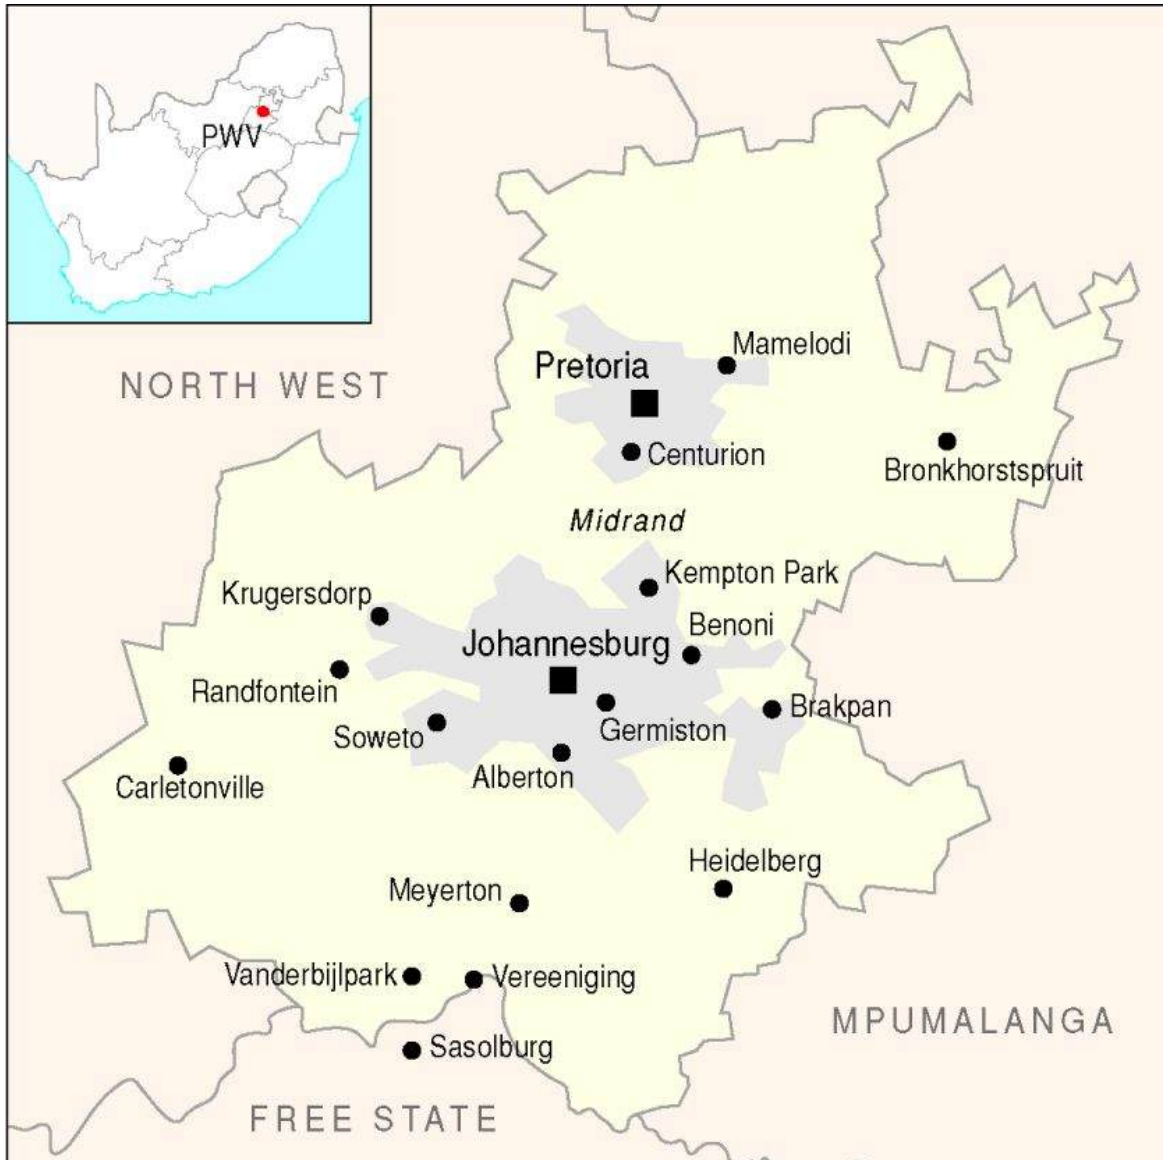 PWV
Mamelodi
Pretoria
NORTH WEST
Centurion
Bronkhorstspruit
Midrand
Kempton Park
Krugersdorp
Benoni
Johannesburg
Randfontein
Brakpan
Germiston
Soweto
Alberton
Carletonville
Heidelberg
Meyerton
Vanderbijlpark
Vereeniging
MPUMALANGA
Sasolburg
FREE STATE